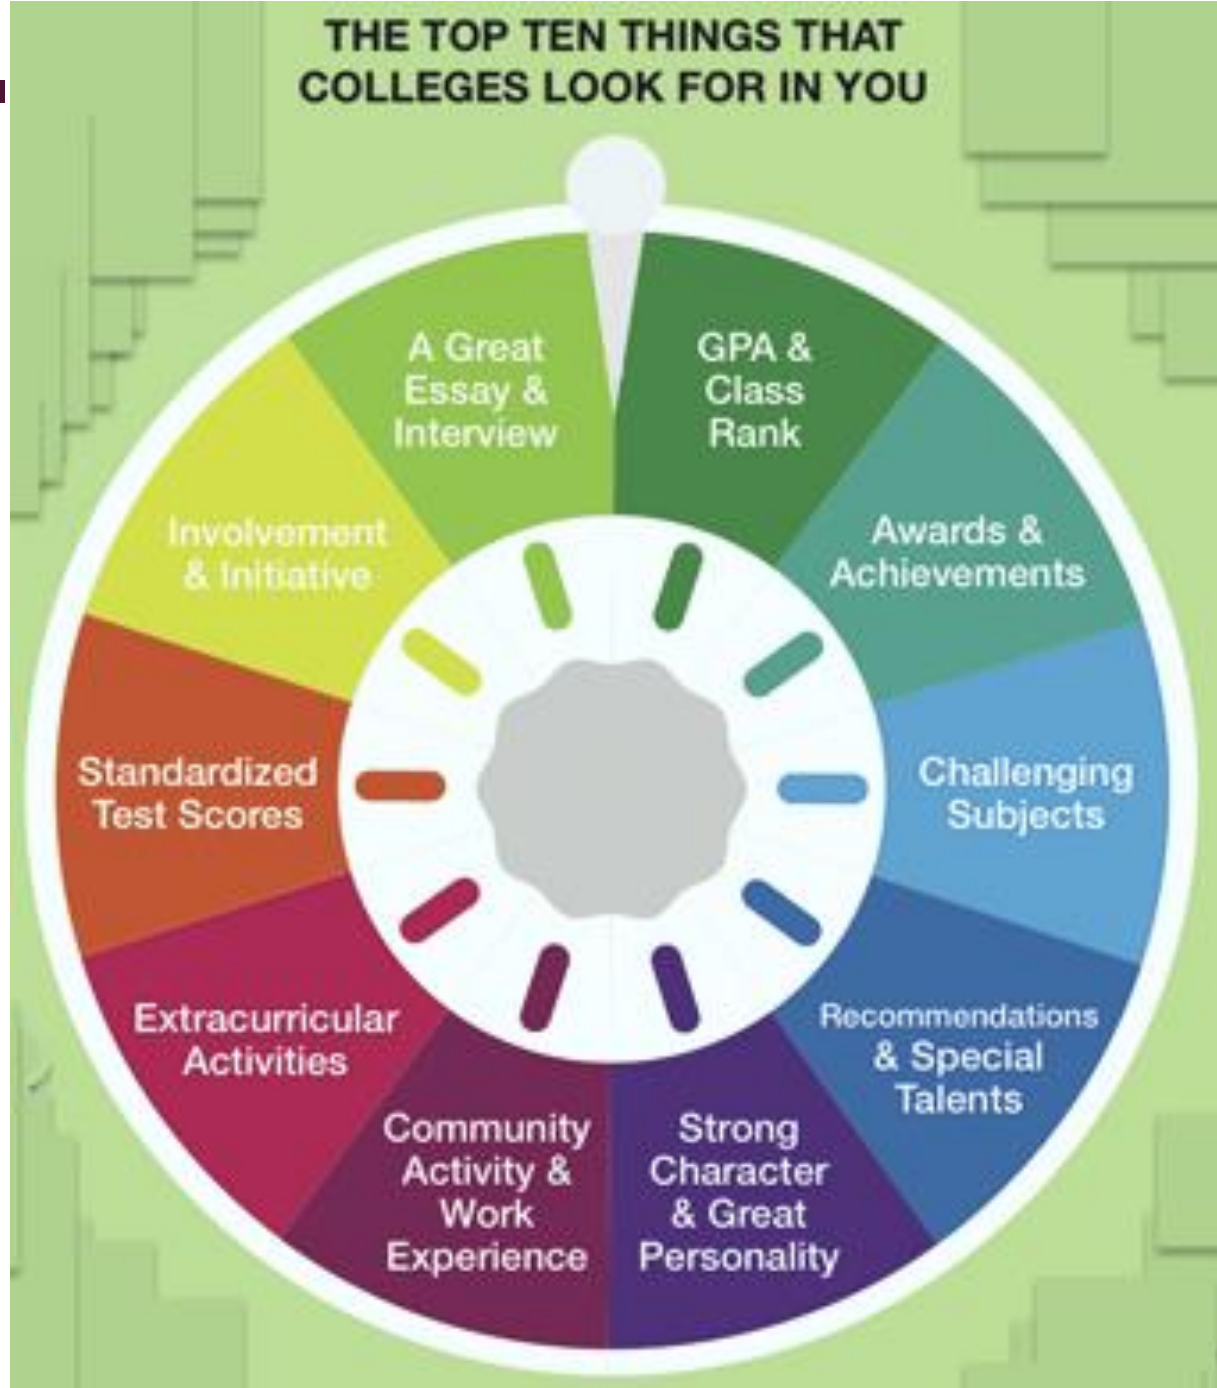 THE TOP TEN THINGS THAT
COLLEGES LOOK FOR IN YOU
GPA &
Class
Rank
Awards &
Achievements
Challenging
Subjects
Recommendations
& Special
Talents
Strong
Character
& Great
Personality
Community
Activity &
Work
Experience
Extracurricular
Activities
Standardized
Test Scores
Involvement
& Initiative
A Great
Essay &
Interview